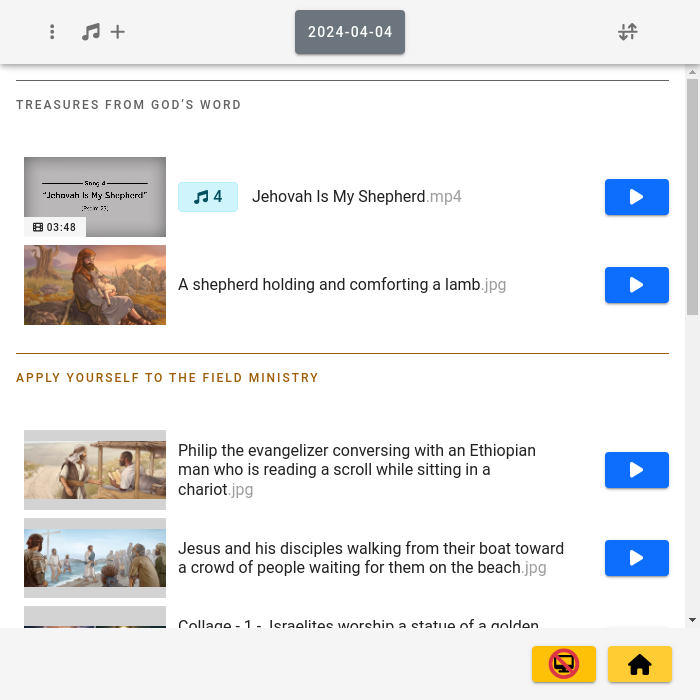 2024-04-04
TREASURES FROM GOD’S WORD
Song 4
“Jehovah Is My Shepherd”
(Psalm 23)
03:48
4
Jehovah Is My Shepherd.mp4
A shepherd holding and comforting a lamb.jpg
APPLY YOURSELF TO THE FIELD MINISTRY
Philip the evangelizer conversing with an Ethiopian
man who is reading a scroll while sitting in a
chariot.jpg
Jesus and his disciples walking from their boat toward
a crowd of people waiting for them on the beach.jpg
Collage - 1 - Israelites worship a statue of a golden